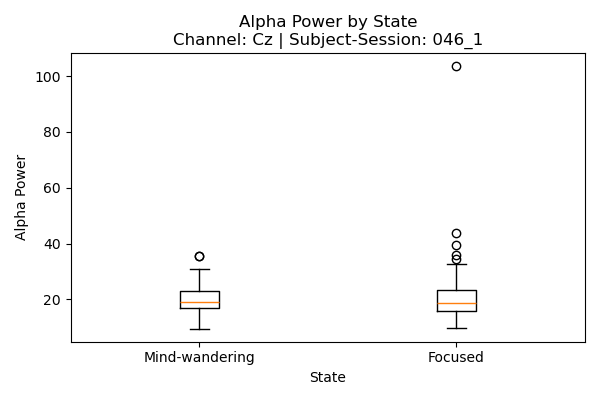 Alpha Power by State
Channel: Cz | Subject-Session: 046_1
Alpha Power
100
80
60
40
20
Mind-wandering
Focused
State